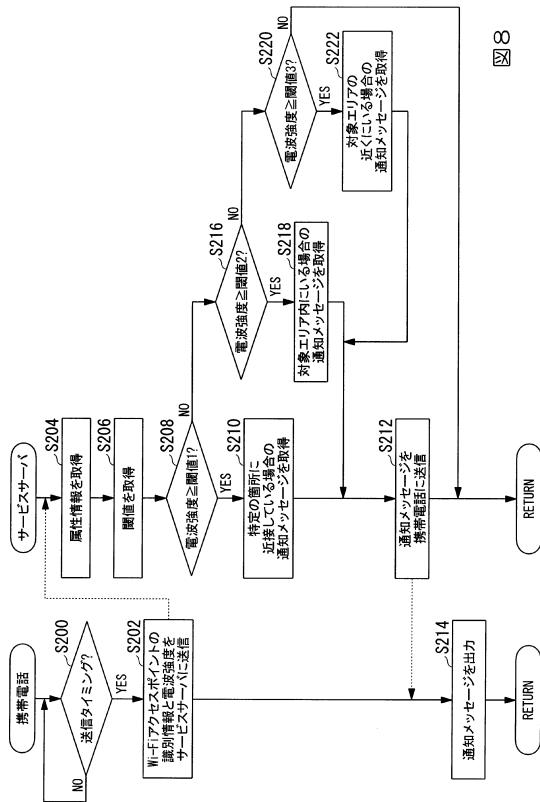 携帯電話
S200
送信タイミング?
NO
YES
S202
Wi-Fiアクセスポイントの
識別情報と電波強度を
サービスサーバに送信
S214
通知メッセージを出力
RETURN
サービスサーバ
S204
属性情報を取得
S206
閾値を取得
S208
電波強度≧閾値1?
NO
YES
S210
特定の箇所に
近接している場合の
通知メッセージを取得
S212
通知メッセージを
携帯電話に送信
RETURN
S216
電波強度≧閾値2?
NO
YES
S218
対象エリア内にいる場合の
通知メッセージを取得
S220
電波強度≧閾値3?
NO
YES
S222
対象エリアの
近くにいる場合の
通知メッセージを取得
図8